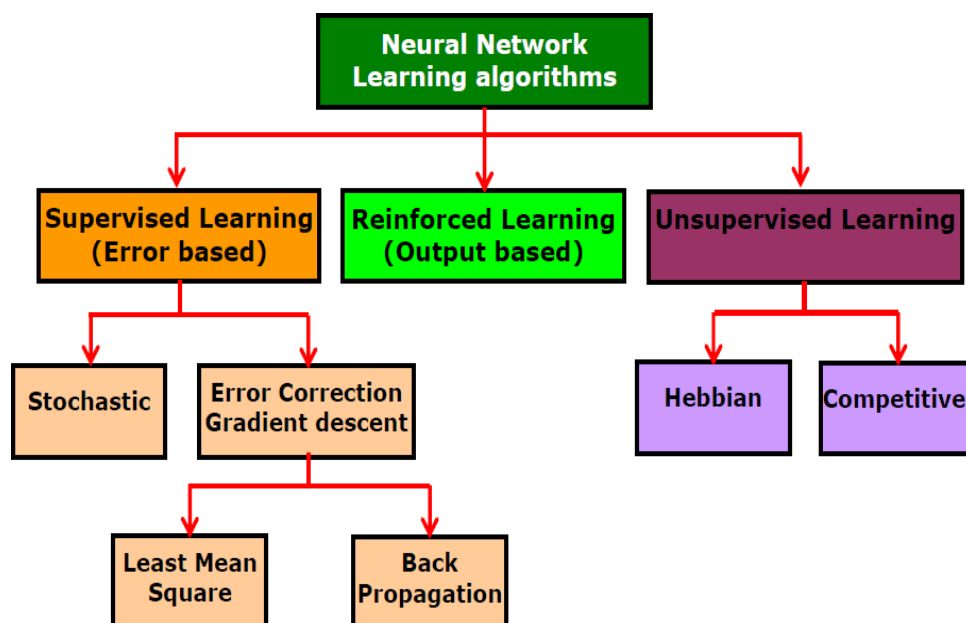 Neural Network
Learning algorithms
Supervised Learning
(Error based)
Reinforced Learning
(Output based)
Unsupervised Learning
Stochastic
Error Correction
Gradient descent
Hebbian
Competitive
Least Mean
Square
Back
Propagation